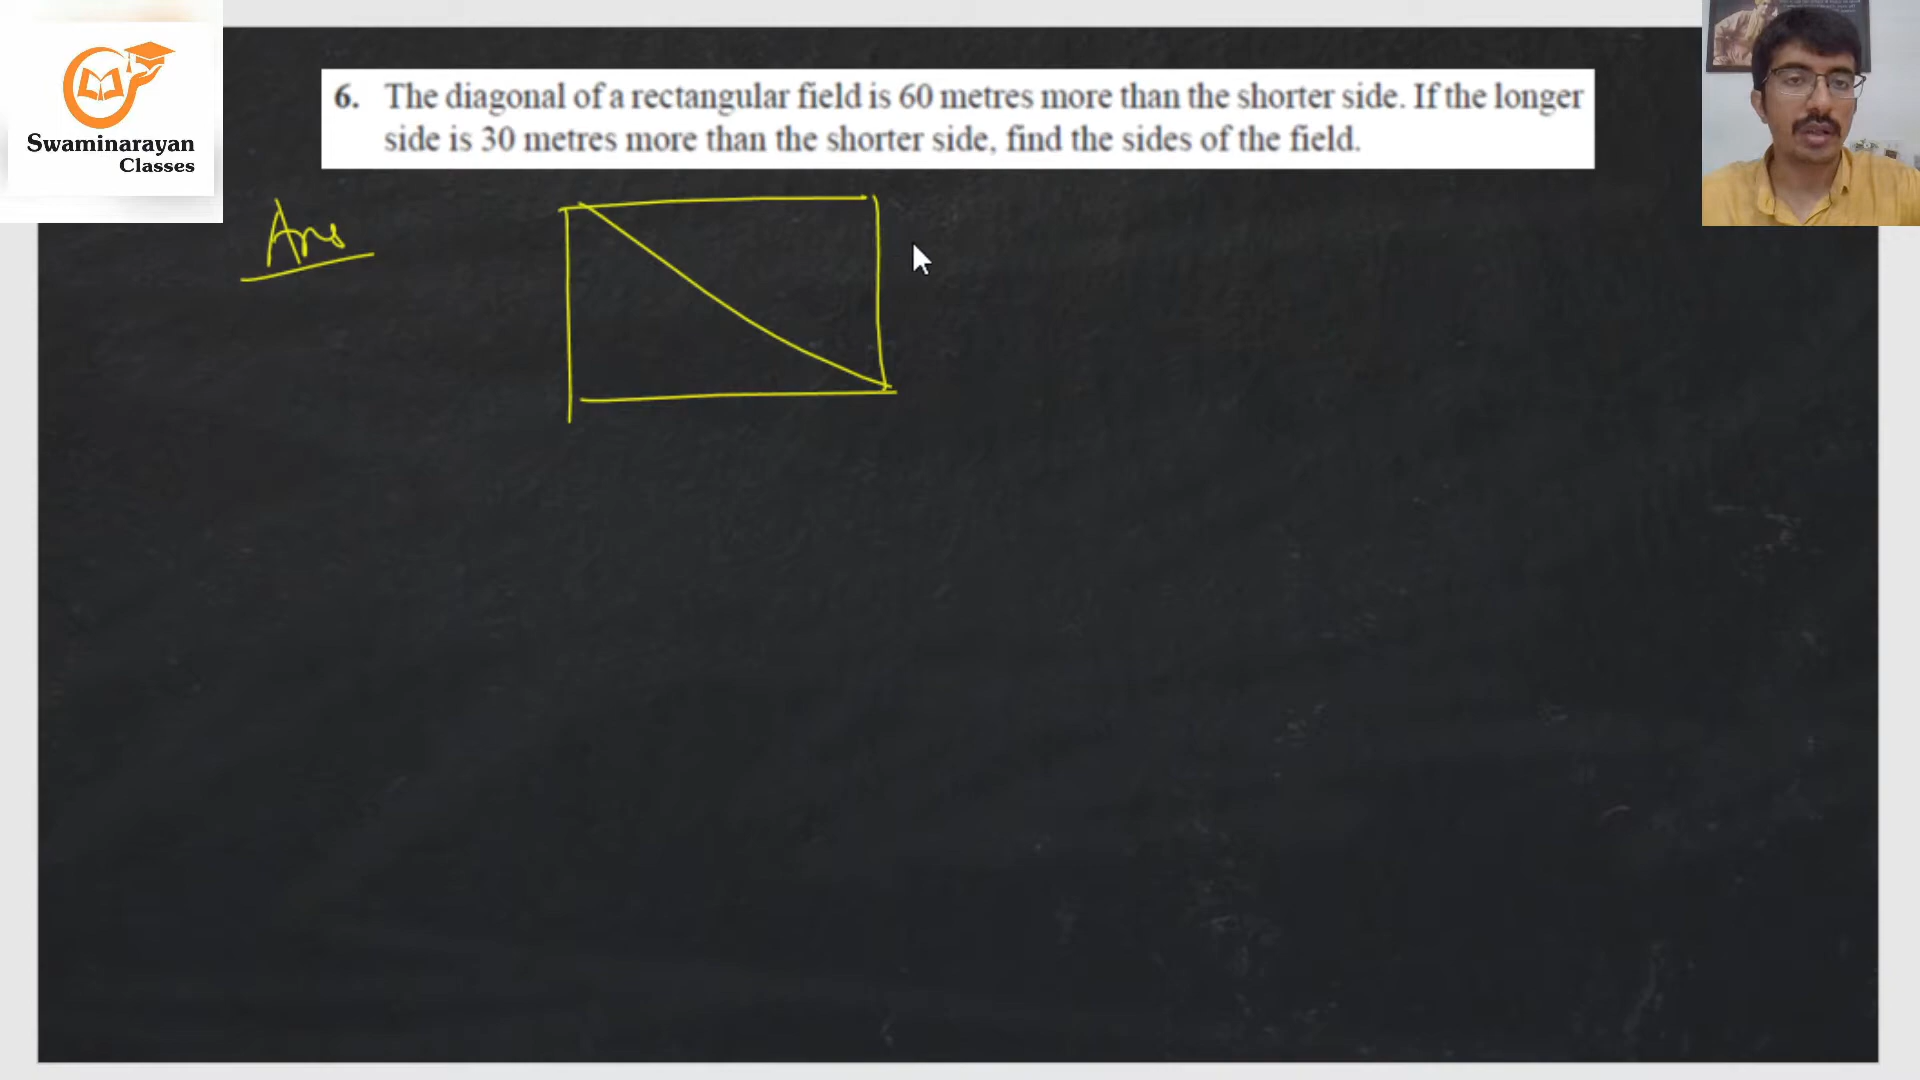 Swaminarayan
Classes
6. The diagonal of a rectangular field is 60 metres more than the shorter side. If the longer
side is 30 metres more than the shorter side, find the sides of the field.
Ans